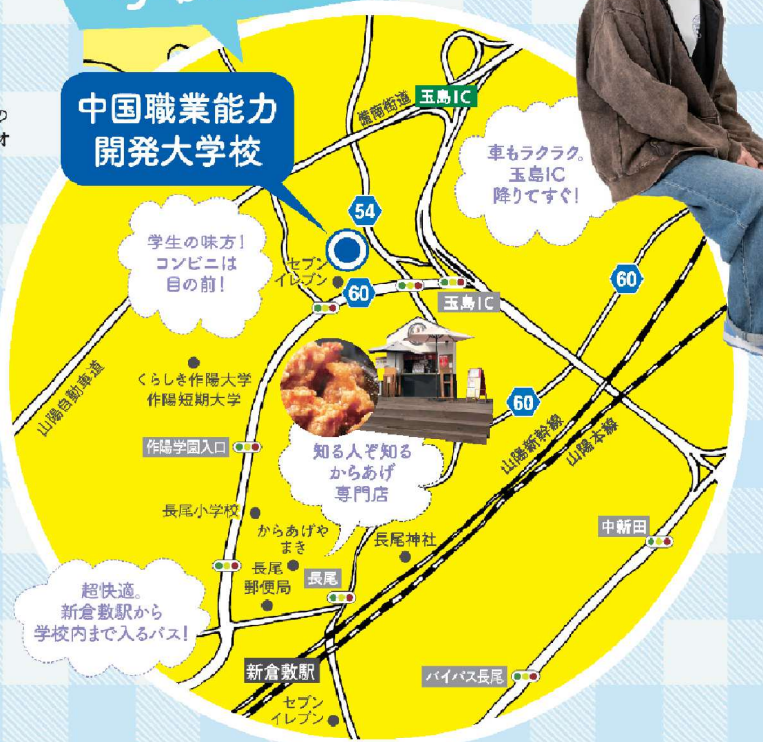 中国職業能力
開発大学校
玉島IC
車もラクラク。
玉島IC
降りてすぐ!
54
学生の味方!
コンビニは
目の前!
セブン
イレブン
60
玉島IC
60
山陽自動車道
くらしき作陽大学
作陽短期大学
60
山陽新幹線
山陽本線
作陽学園入口
知る人ぞ知る
からあげ
専門店
長尾小学校
からあげや
まき
長尾神社
中新田
長尾
郵便局
長尾
超快適。
新倉敷駅から
学校内まで入るバス!
新倉敷駅
バイパス長尾
セブン
イレブン